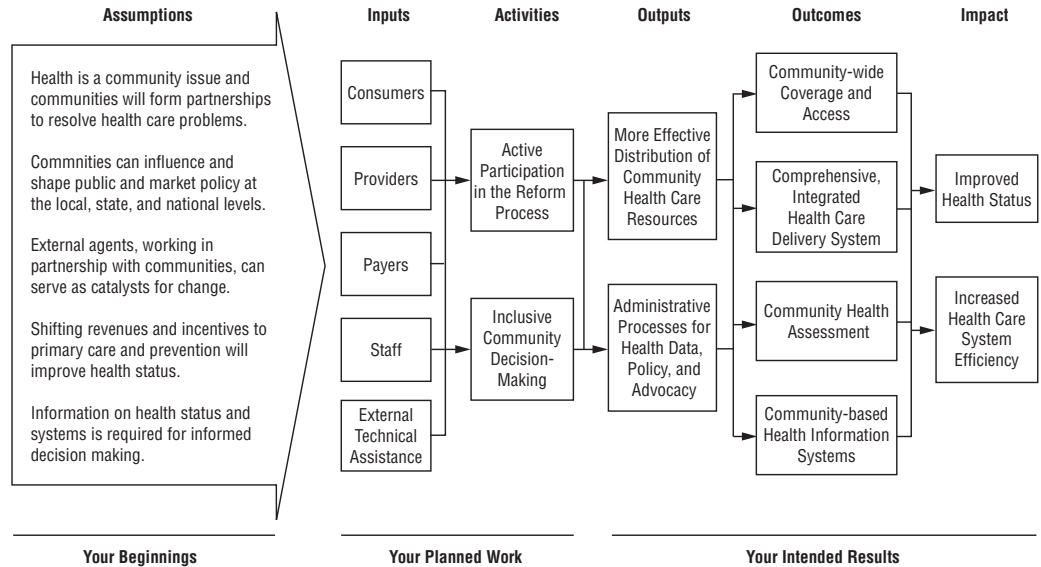 Assumptions
Inputs
Activities
Outputs
Outcomes
Impact
Health is a community issue and
communities will form partnerships
to resolve health care problems.
Commnities can influence and
shape public and market policy at
the local, state, and national levels.
External agents, working in
partnership with communities, can
serve as catalysts for change.
Shifting revenues and incentives to
primary care and prevention will
improve health status.
Information on health status and
systems is required for informed
decision making.
Consumers
Providers
Payers
Staff
External
Technical
Assistance
Active
Participation
in the Reform
Process
Inclusive
Community
Decision-
Making
More Effective
Distribution of
Community
Health Care
Resources
Administrative
Processes for
Health Data,
Policy, and
Advocacy
Community-wide
Coverage and
Access
Comprehensive,
Integrated
Health Care
Delivery System
Community Health
Assessment
Community-based
Health Information
Systems
Improved
Health Status
Increased
Health Care
System
Efficiency
Your Beginnings
Your Planned Work
Your Intended Results